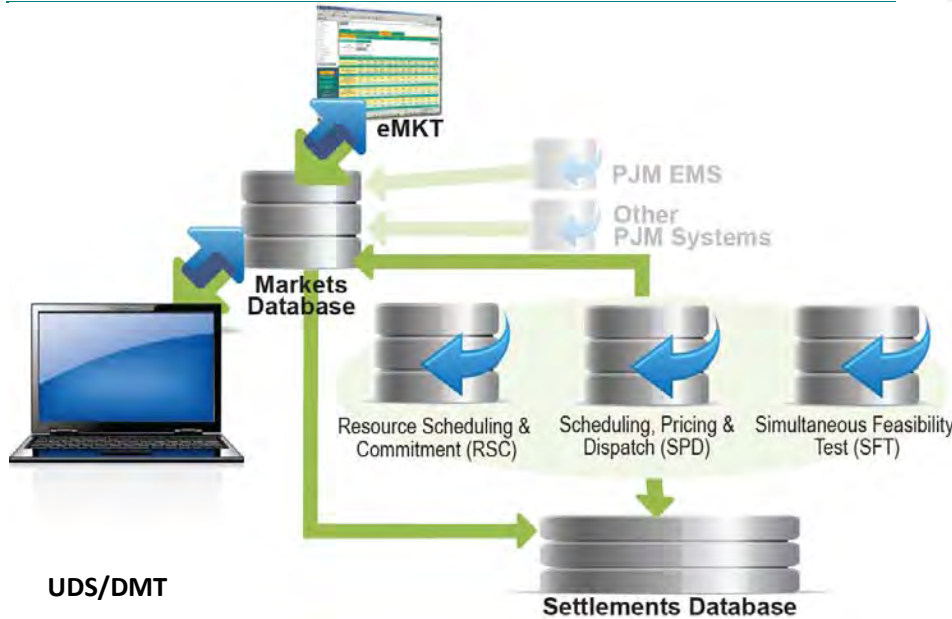 eMKT
PJM EMS
Other
PJM Systems
Markets
Database
Resource Scheduling &
Commitment (RSC)
Scheduling, Pricing &
Dispatch (SPD)
Simultaneous Feasibility
Test (SFT)
UDS/DMT
Settlements Database